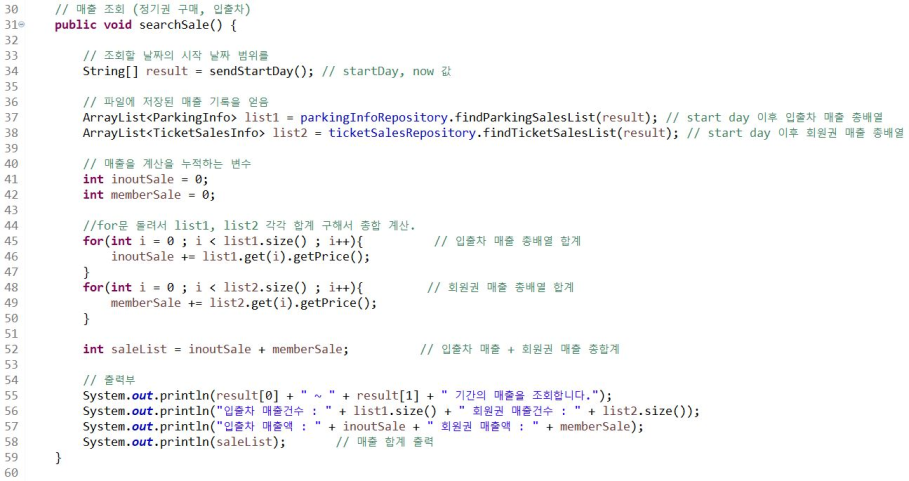 30 // 매출 조회 (정기권 구매, 입출차)
31 public void searchSale() {
32
33 // 조회할 날짜의 시작 날짜 범위를
34 String[] result = sendStartDay(); // startDay, now 값
35
36 // 파일에 저장된 매출 기록을 얻음
37 ArrayList<ParkingInfo> list1 = parkingInfoRepository.findParkingSalesList(result); // start day 이후 입출차 매출 총배열
38 ArrayList<TicketSalesInfo> list2 = ticketSalesRepository.findTicketSalesList(result); // start day 이후 회원권 매출 총배열
39
40 // 매출을 계산을 누적하는 변수
41 int inoutSale = 0;
42 int memberSale = 0;
43
44 //for문 돌려서 list1, list2 각각 합계 구해서 종합 계산.
45 for(int i = 0 ; i < list1.size() ; i++){ // 입출차 매출 총배열 합계
46 inoutSale += list1.get(i).getPrice();
47 }
48 for(int i = 0 ; i < list2.size() ; i++){ // 회원권 매출 총배열 합계
49 memberSale += list2.get(i).getPrice();
50 }
51
52 int saleList = inoutSale + memberSale; // 입출차 매출 + 회원권 매출 총합계
53
54 // 출력부
55 System.out.println(result[0] + " ~ " + result[1] + " 기간의 매출을 조회합니다.");
56 System.out.println("입출차 매출건수 : " + list1.size() + " 회원권 매출건수 : " + list2.size());
57 System.out.println("입출차 매출액 : " + inoutSale + " 회원권 매출액 : " + memberSale);
58 System.out.println(saleList); // 매출 합계 출력
59 }
60